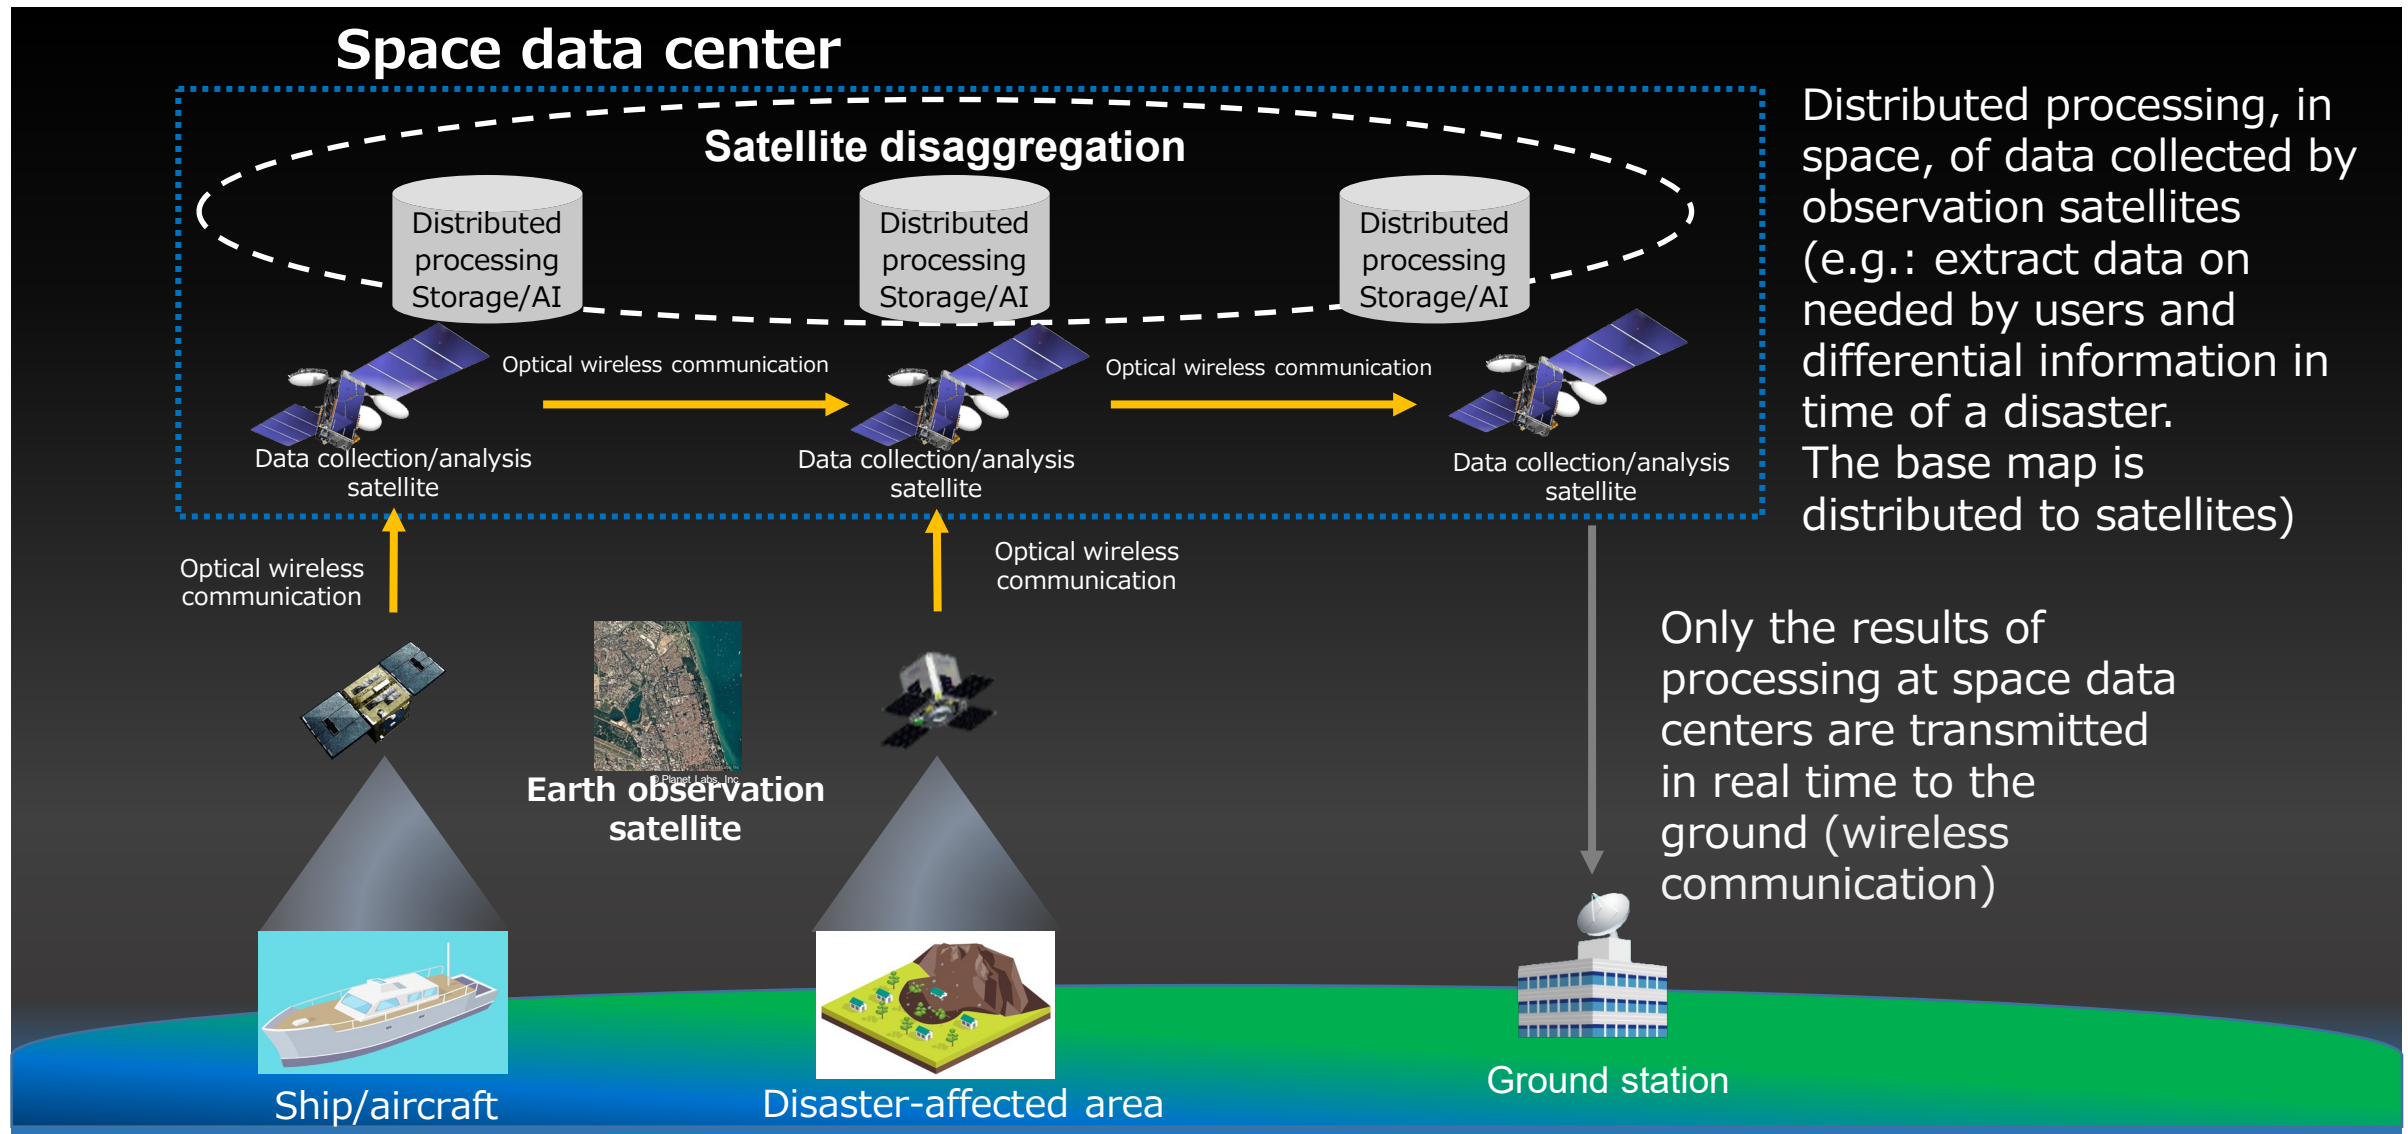 Space data center
Satellite disaggregation
Distributed
processing
Storage/AI
Distributed
processing
Storage/AI
Distributed
processing
Storage/AI
Optical wireless communication
Optical wireless communication
Data collection/analysis
satellite
Data collection/analysis
satellite
Data collection/analysis
satellite
Distributed processing, in
space, of data collected by
observation satellites
(e.g.: extract data on
needed by users and
differential information in
time of a disaster.
The base map is
distributed to satellites)
Optical wireless
communication
Optical wireless
communication
© Planet Labs, Inc.
Earth observation
satellite
Only the results of
processing at space data
centers are transmitted
in real time to the
ground (wireless
communication)
Ship/aircraft
Disaster-affected area
Ground station